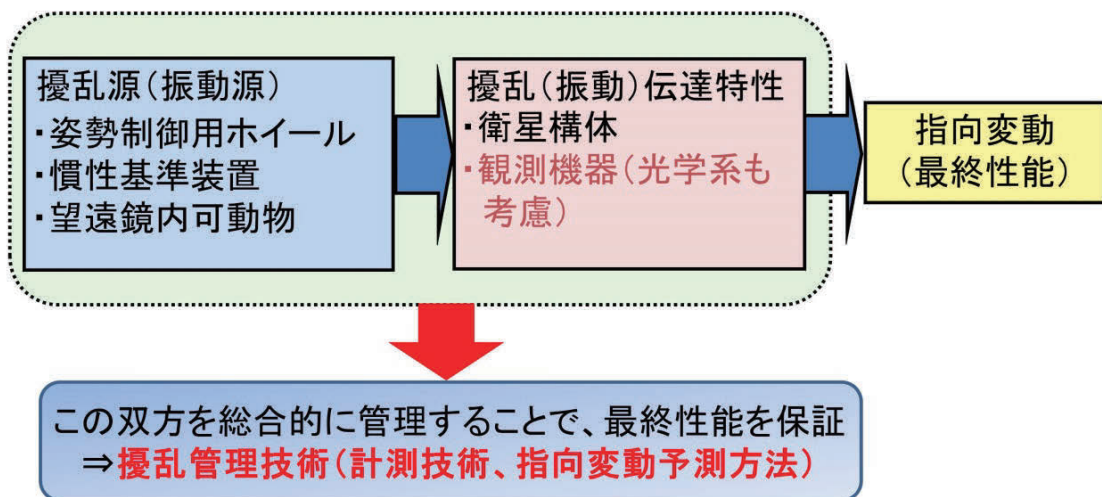 擾乱源(振動源)
・姿勢制御用ホイール
・慣性基準装置
・望遠鏡内可動物
擾乱(振動)伝達特性
・衛星構体
・観測機器(光学系も
考慮)
指向変動
(最終性能)
この双方を総合的に管理することで、最終性能を保証
⇒擾乱管理技術(計測技術、指向変動予測方法)